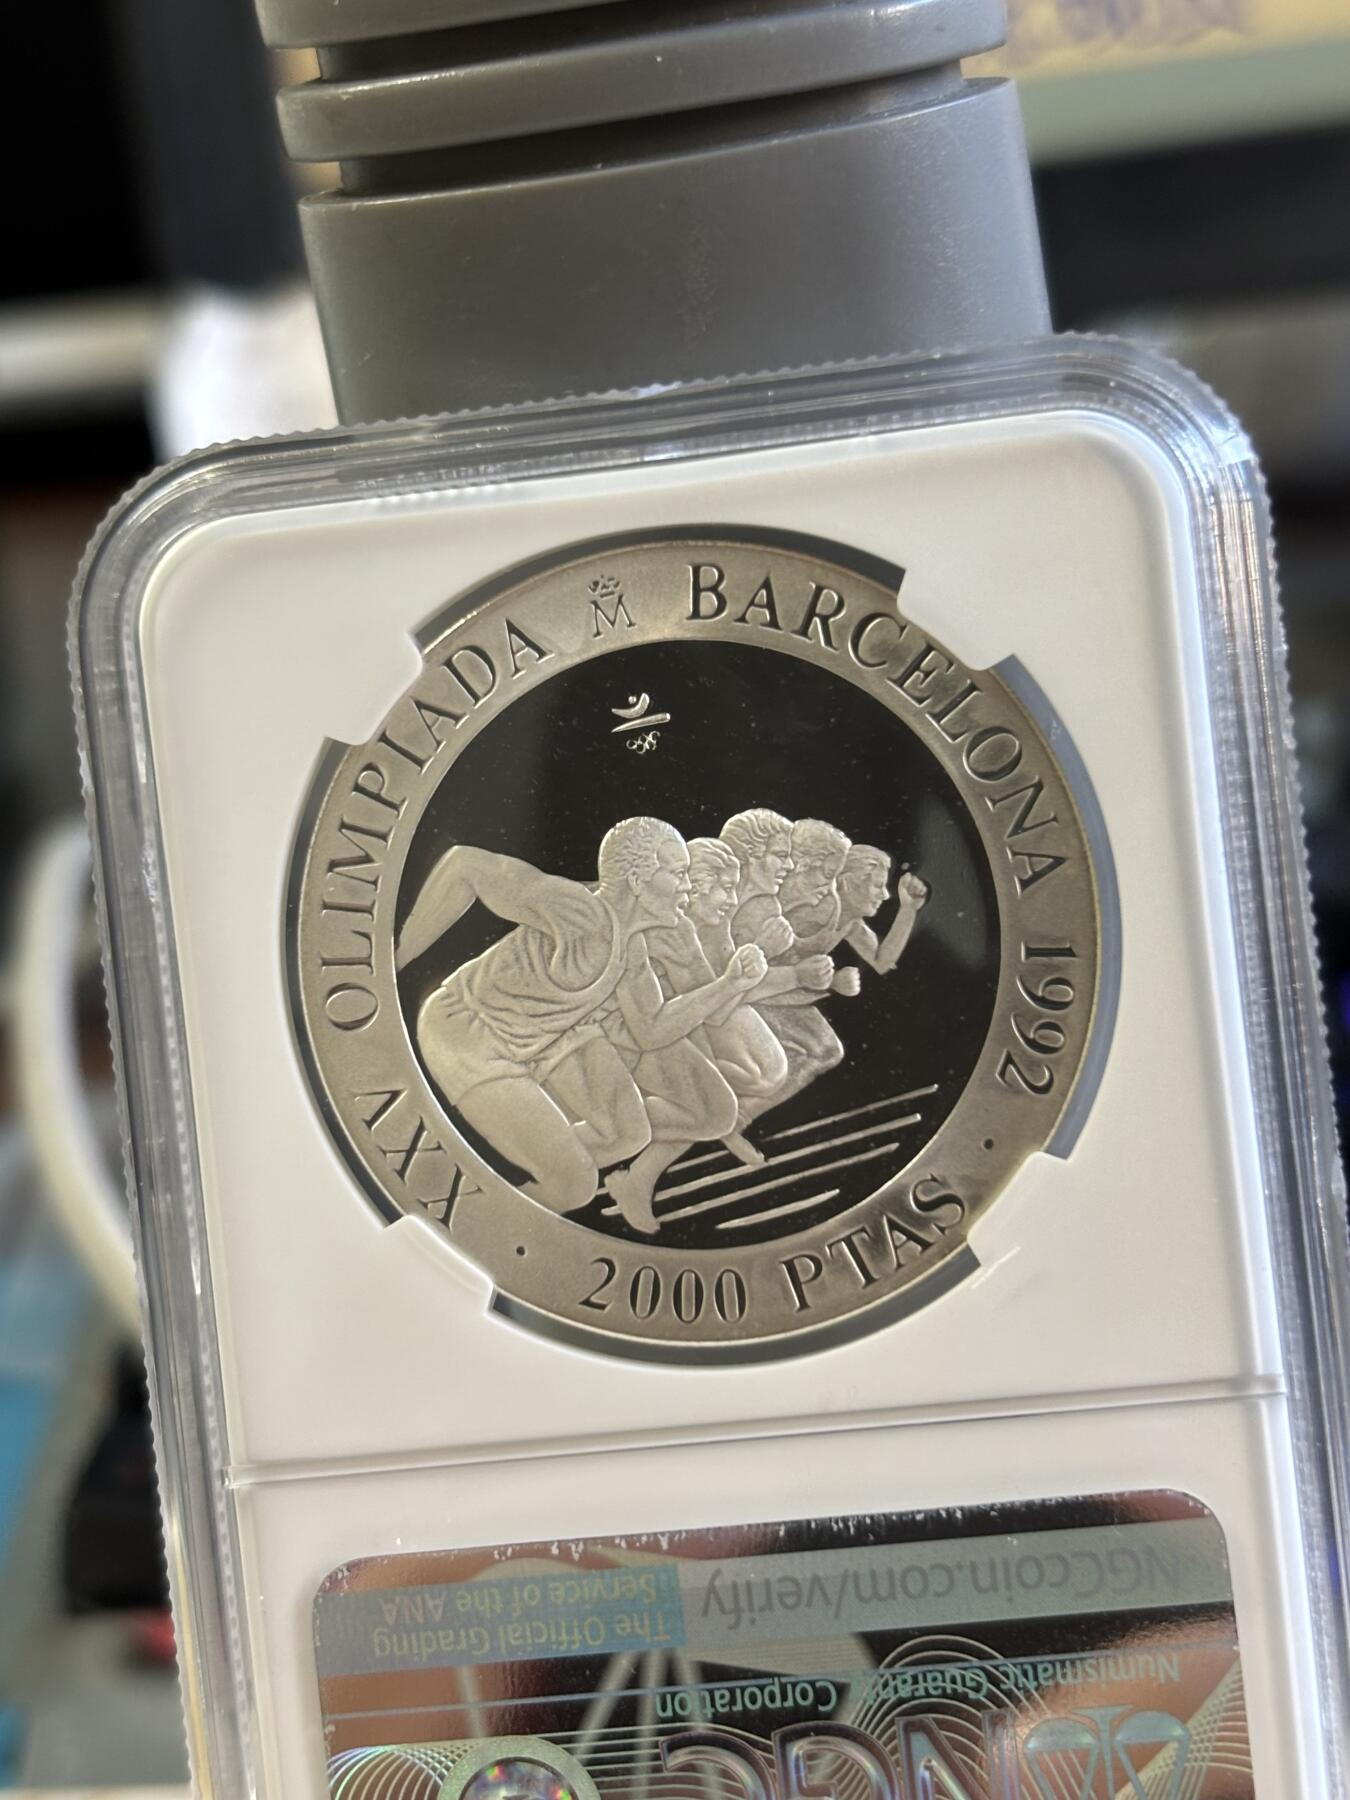 XXV OLIMPIADA M BARCELONA 1992
· 2000 PTAS ·
NGCcoin.com/verify
The Official Grading
Service of the ANA
Numismatic Guaranty
Corporation
NGC